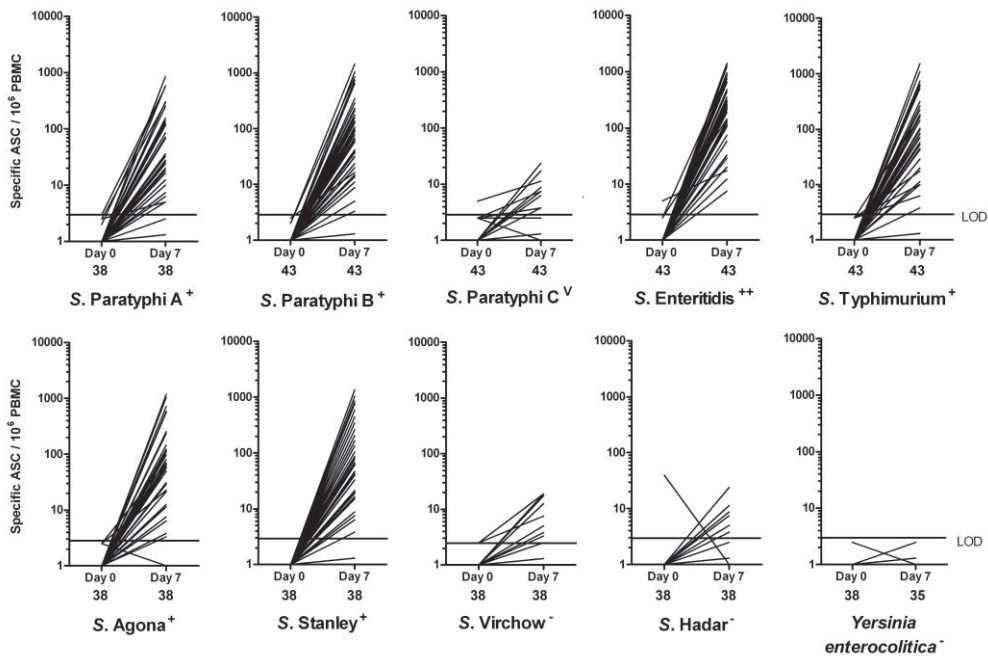 Specific ASC / 10⁶ PBMC
10000 10000 10000 10000 10000
1000 1000 1000 1000 1000
100 100 100 100 100
10 10 10 10 10
LOD
1 1 1 1 1
Day 0 Day 7 Day 0 Day 7 Day 0 Day 7 Day 0 Day 7 Day 0 Day 7
38 38 43 43 43 43 43 43 43 43
S. Paratyphi A⁺ S. Paratyphi B⁺ S. Paratyphi Cⱽ S. Enteritidis⁺⁺ S. Typhimurium⁺
Specific ASC / 10⁶ PBMC
10000 10000 10000 10000 10000
1000 1000 1000 1000 1000
100 100 100 100 100
10 10 10 10 10
LOD
1 1 1 1 1
Day 0 Day 7 Day 0 Day 7 Day 0 Day 7 Day 0 Day 7 Day 0 Day 7
38 38 38 38 38 38 38 38 38 35
S. Agona⁺ S. Stanley⁺ S. Virchow⁻ S. Hadar⁻ Yersinia
enterocolitica⁻